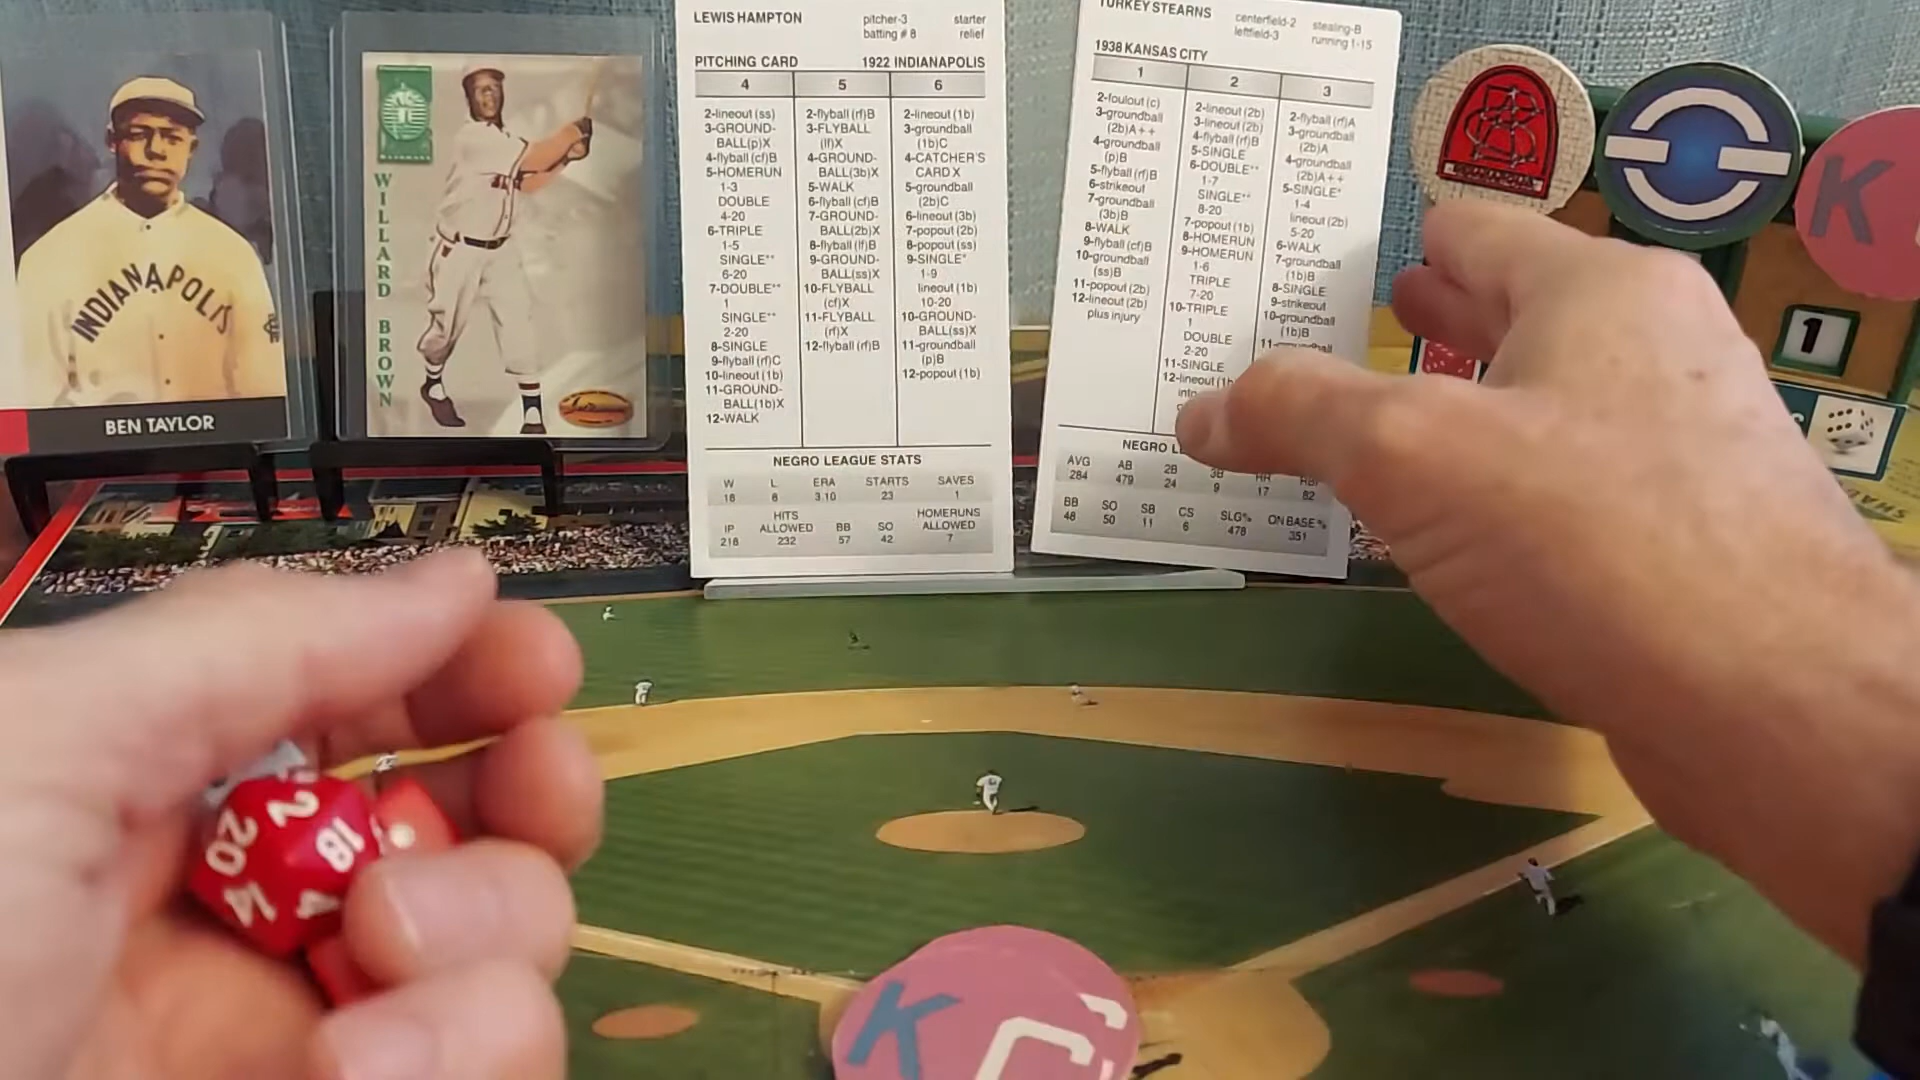 INDIANAPOLIS
BEN TAYLOR
WILLARD BROWN
LEWIS HAMPTON
pitcher-3 starter
batting # 8 relief
PITCHING CARD 1922 INDIANAPOLIS
4 5 6
2-lineout (ss)
3-GROUND-
BALL(p)X
4-flyball (cf)B
5-HOMERUN
1-3
DOUBLE
4-20
6-TRIPLE
1-5
SINGLE**
6-20
7-DOUBLE**
1
SINGLE**
2-20
8-SINGLE
9-flyball (rf)C
10-lineout (1b)
11-GROUND-
BALL(1b)X
12-WALK
2-flyball (rf)B
3-FLYBALL
(lf)X
4-GROUND-
BALL(3b)X
5-WALK
6-flyball (cf)B
7-GROUND-
BALL(2b)X
8-flyball (lf)B
9-GROUND-
BALL(ss)X
10-FLYBALL
(cf)X
11-FLYBALL
(rf)X
12-flyball (rf)B
2-lineout (1b)
3-groundball
(1b)C
4-CATCHER'S
CARD X
5-groundball
(2b)C
6-lineout (3b)
7-popout (2b)
8-popout (ss)
9-SINGLE*
1-9
lineout (1b)
10-20
10-GROUND-
BALL(ss)X
11-groundball
(p)B
12-popout (1b)
NEGRO LEAGUE STATS
W L ERA STARTS SAVES
16 8 3.10 23 1
IP HITS ALLOWED BB SO HOMERUNS ALLOWED
218 232 57 42 7
TURKEY STEARNS
centerfield-2 stealing-B
leftfield-3 running 1-15
1938 KANSAS CITY
1 2 3
2-foulout (c)
3-groundball
(2b)A++
4-groundball
(p)B
5-flyball (rf)B
6-strikeout
7-groundball
(3b)B
8-WALK
9-flyball (cf)B
10-groundball
(ss)B
11-popout (2b)
12-lineout (2b)
plus injury
2-lineout (2b)
3-lineout (2b)
4-flyball (rf)B
5-SINGLE
6-DOUBLE**
1-7
SINGLE**
8-20
7-popout (1b)
8-HOMERUN
9-HOMERUN
1-6
TRIPLE
7-20
10-TRIPLE
1
DOUBLE
2-20
11-SINGLE
12-lineout (1b
2-flyball (rf)A
3-groundball
(2b)A
4-groundball
(2b)A++
5-SINGLE*
1-4
lineout (2b)
5-20
6-WALK
7-groundball
(1b)B
8-SINGLE
9-strikeout
10-groundball
(1b)B
NEGRO LE
AVG AB 2B 3B HR RBI
284 479 24 9 17 82
BB SO SB CS SLG% ON BASE%
48 50 11 6 478 351
K
1
2
20
18
14
4
K C